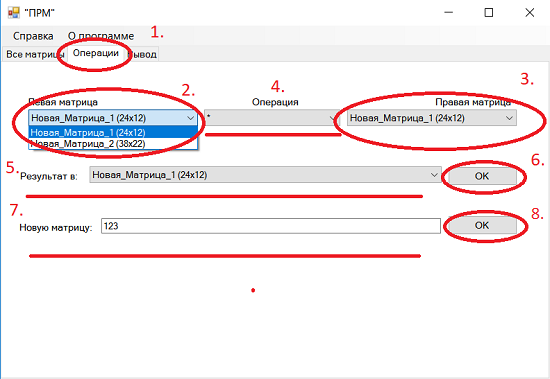 "ПРМ"
1.
Справка О программе
Все матрицы Операции Вывод
2. 4. 3.
Левая матрица Операция Правая матрица
Новая_Матрица_1 (24x12) * Новая_Матрица_1 (24x12)
Новая_Матрица_1 (24x12)
Новая_Матрица_2 (38x22)
5. 6.
Результат в: Новая_Матрица_1 (24x12) OK
7. 8.
Новую матрицу: 123 OK